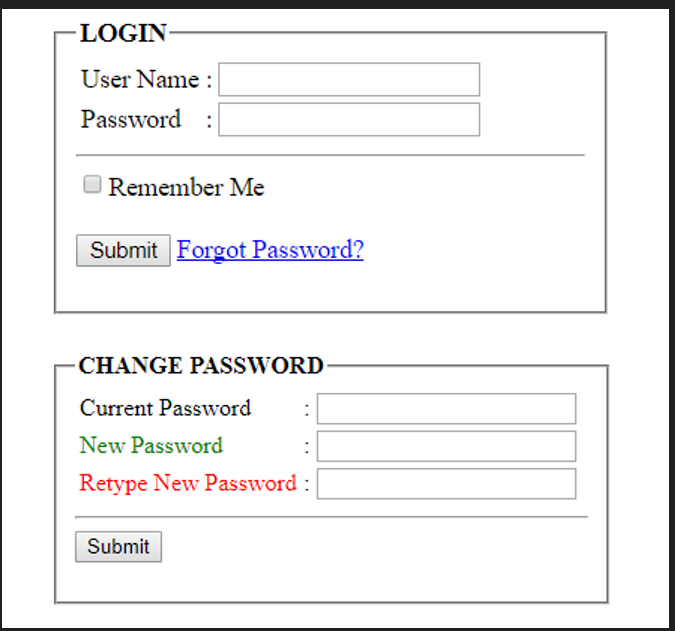 LOGIN
User Name :
Password :
Remember Me
Submit Forgot Password?
CHANGE PASSWORD
Current Password :
New Password :
Retype New Password :
Submit